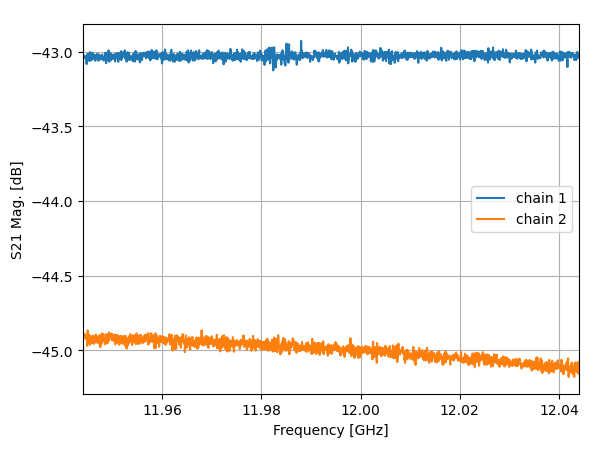 −43.0
−43.5
−44.0
−44.5
−45.0
S21 Mag. [dB]
chain 1
chain 2
11.96
11.98
12.00
12.02
12.04
Frequency [GHz]